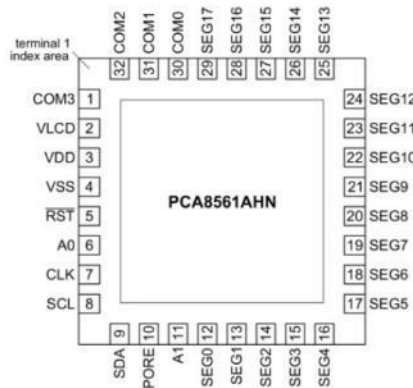 terminal 1
index area
COM2
COM1
COM0
SEG17
SEG16
SEG15
SEG14
SEG13
32 31 30 29 28 27 26 25
COM3 1
VLCD 2
VDD 3
VSS 4
RST 5
A0 6
CLK 7
SCL 8
PCA8561AHN
24 SEG12
23 SEG11
22 SEG10
21 SEG9
20 SEG8
19 SEG7
18 SEG6
17 SEG5
9 10 11 12 13 14 15 16
SDA
PORE
A1
SEG0
SEG1
SEG2
SEG3
SEG4